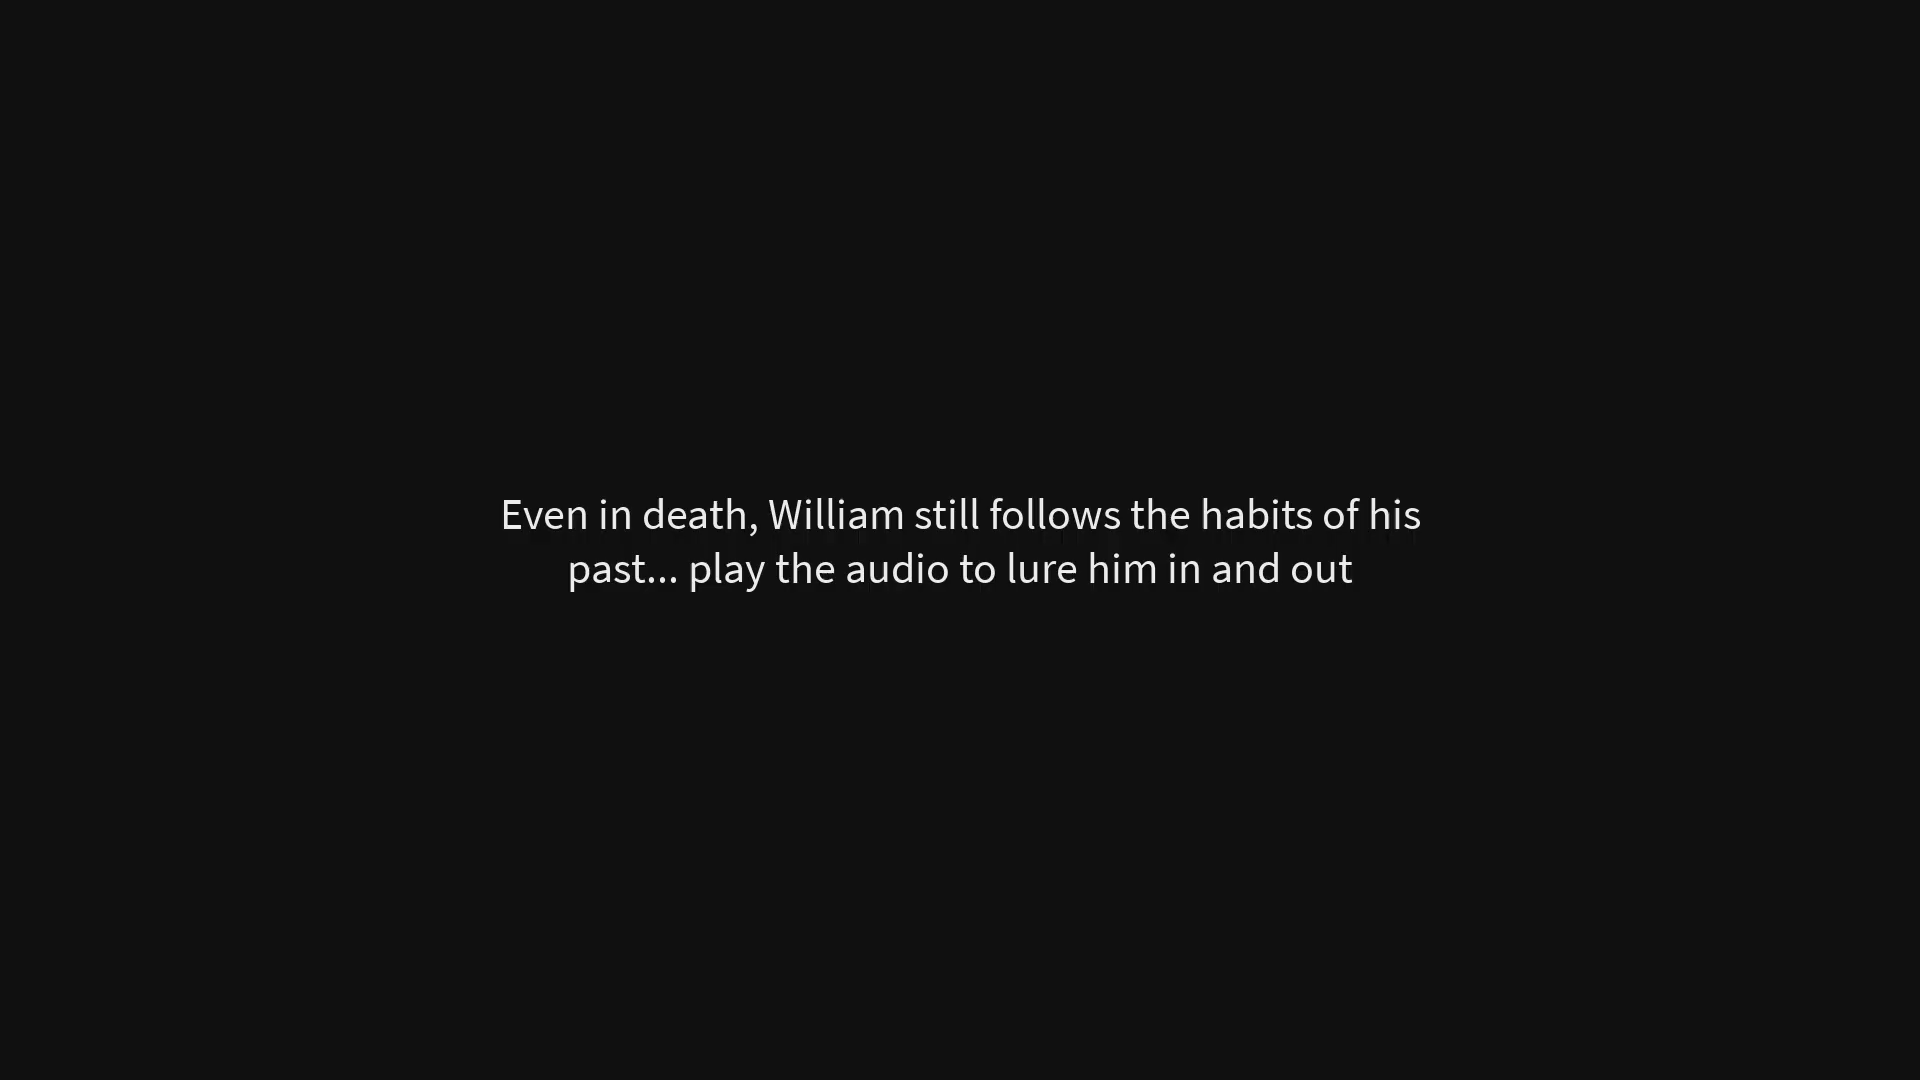 Even in death, William still follows the habits of his
past... play the audio to lure him in and out